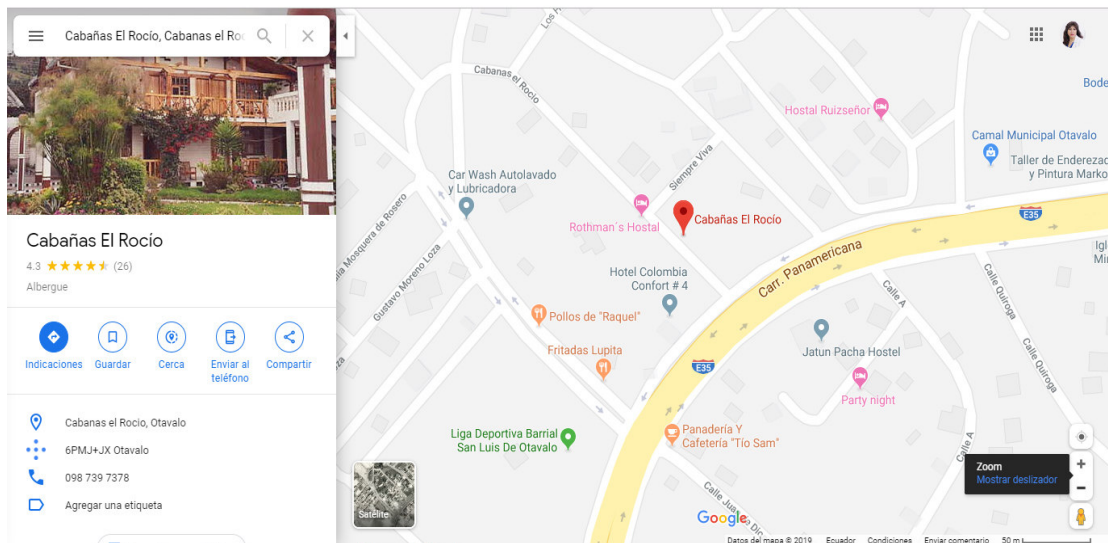 Cabañas El Rocío, Cabanas el Roc
Cabañas El Rocío
4.3 (26)
Albergue
Indicaciones
Guardar
Cerca
Enviar al
teléfono
Compartir
Cabanas el Rocio, Otavalo
6PMJ+JX Otavalo
098 739 7378
Agregar una etiqueta
Cabanas el Rocio
Siempre Viva
Hostal Ruizseñor
Bode
Camal Municipal Otavalo
Taller de Enderezad
y Pintura Marko
Car Wash Autolavado
y Lubricadora
Mosquera de Rosero
Gustavo Moreno Loza
Rothman´s Hostal
Cabañas El Rocío
E35
Carr. Panamericana
Hotel Colombia
Confort # 4
Pollos de "Raquel"
Fritadas Lupita
E35
Calle A
Calle Quiroga
Calle Quiroga
Jatun Pacha Hostel
Party night
Liga Deportiva Barrial
San Luis De Otavalo
Panadería Y
Cafetería "Tío Sam"
Calle A
Zoom
Mostrar deslizador
Satélite
Google
Datos del mapa © 2019 Ecuador Condiciones Enviar comentario 50 m